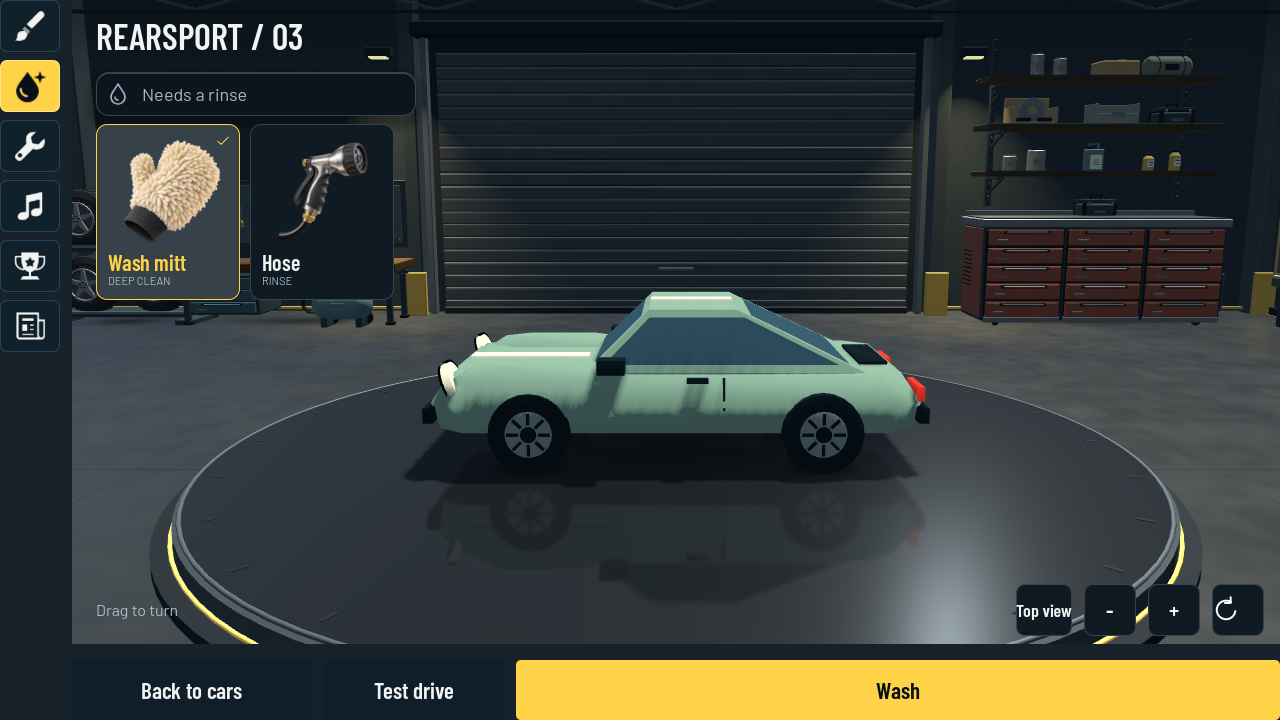 REARSPORT / 03
Needs a rinse
Wash mitt
DEEP CLEAN
Hose
RINSE
Drag to turn
Top view
-
+
Back to cars
Test drive
Wash